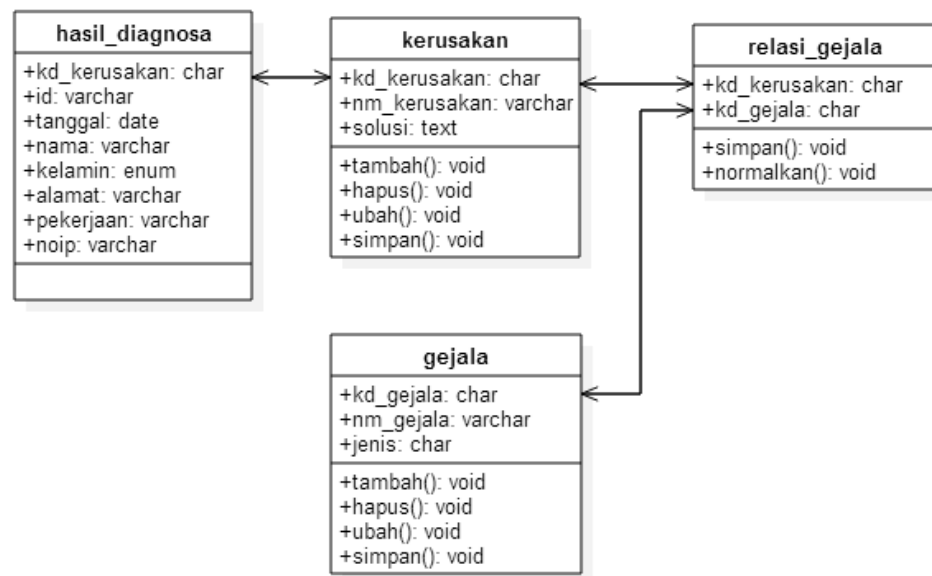 hasil_diagnosa
+kd_kerusakan: char
+id: varchar
+tanggal: date
+nama: varchar
+kelamin: enum
+alamat: varchar
+pekerjaan: varchar
+noip: varchar
kerusakan
+kd_kerusakan: char
+nm_kerusakan: varchar
+solusi: text
+tambah(): void
+hapus(): void
+ubah(): void
+simpan(): void
relasi_gejala
+kd_kerusakan: char
+kd_gejala: char
+simpan(): void
+normalkan(): void
gejala
+kd_gejala: char
+nm_gejala: varchar
+jenis: char
+tambah(): void
+hapus(): void
+ubah(): void
+simpan(): void